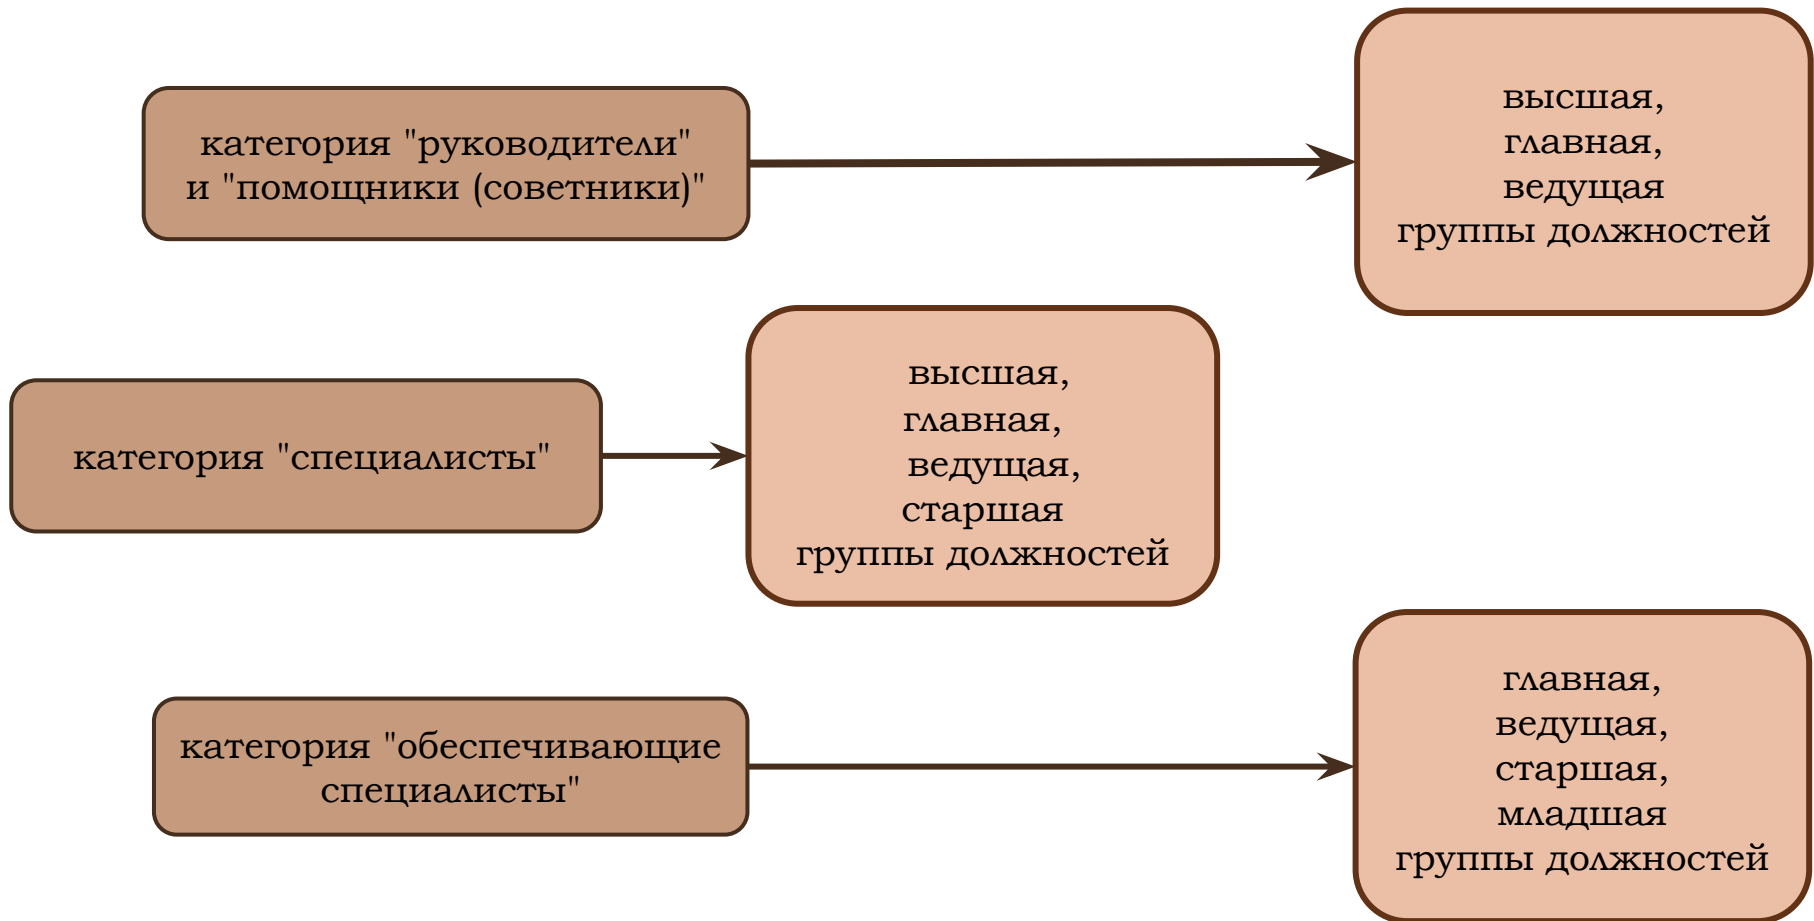 категория "руководители"
и "помощники (советники)"
высшая,
главная,
ведущая
группы должностей
категория "специалисты"
высшая,
главная,
ведущая,
старшая
группы должностей
категория "обеспечивающие
специалисты"
главная,
ведущая,
старшая,
младшая
группы должностей